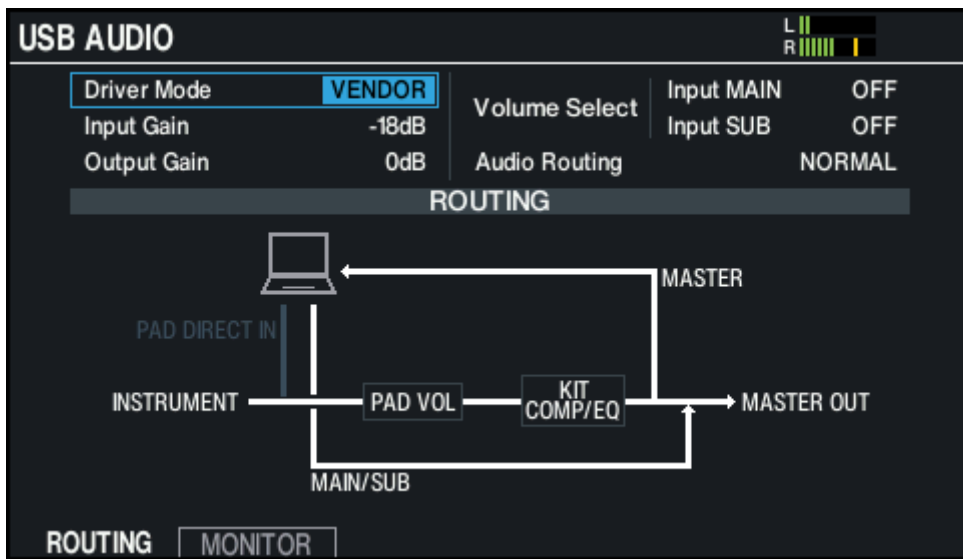 USB AUDIO
L
R
Driver Mode VENDOR
Input Gain -18dB
Output Gain 0dB
Volume Select
Input MAIN OFF
Input SUB OFF
Audio Routing NORMAL
ROUTING
MASTER
PAD DIRECT IN
INSTRUMENT
PAD VOL
KIT
COMP/EQ
MASTER OUT
MAIN/SUB
ROUTING MONITOR